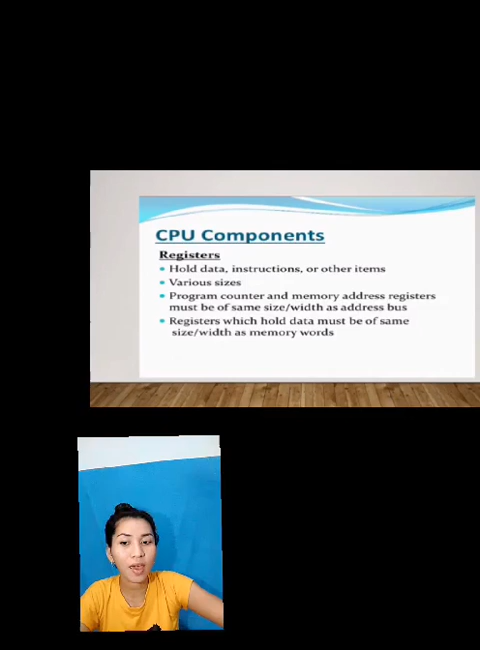 CPU Components
Registers
Hold data, instructions, or other items
Various sizes
Program counter and memory address registers
must be of same size/width as address bus
Registers which hold data must be of same
size/width as memory words